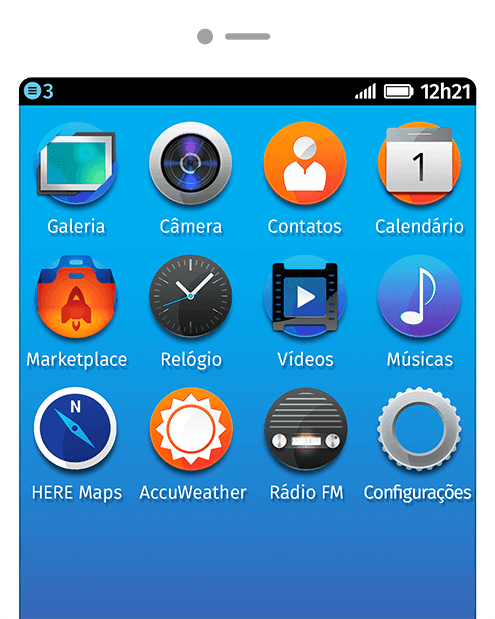 3 12h21
Galeria Câmera Contatos Calendário
1
Marketplace Relógio Vídeos Músicas
N
HERE Maps AccuWeather Rádio FM Configurações